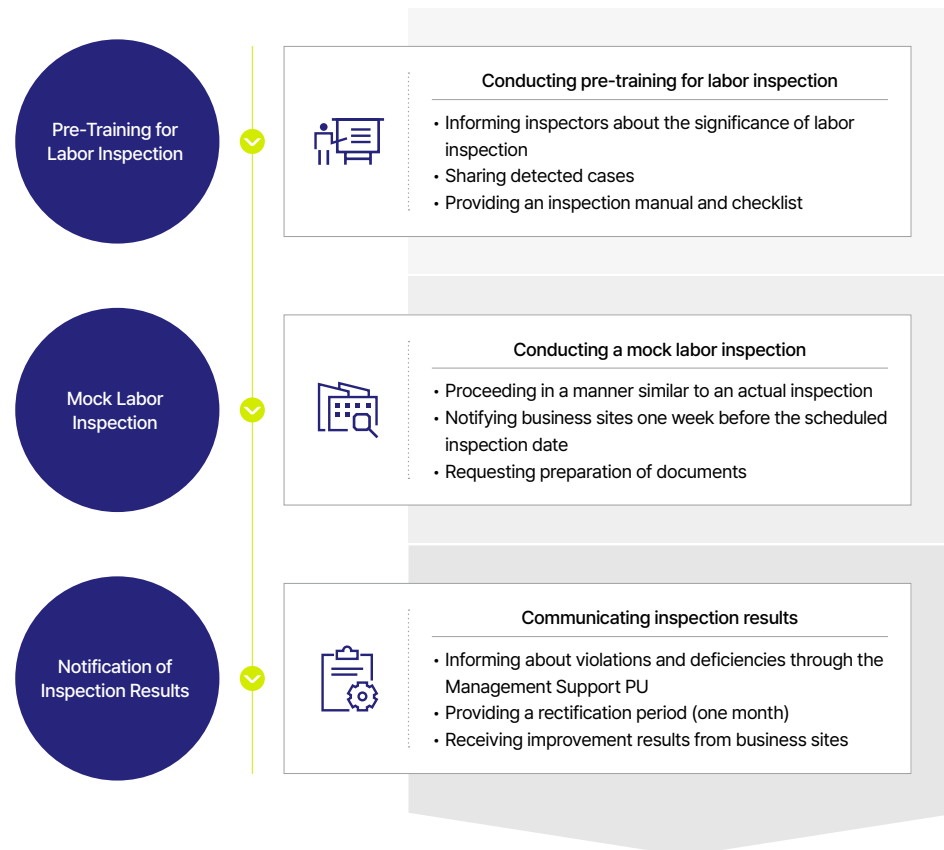 Pre-Training for
Labor Inspection
Conducting pre-training for labor inspection
• Informing inspectors about the significance of labor
inspection
• Sharing detected cases
• Providing an inspection manual and checklist
Mock Labor
Inspection
Conducting a mock labor inspection
• Proceeding in a manner similar to an actual inspection
• Notifying business sites one week before the scheduled
inspection date
• Requesting preparation of documents
Notification of
Inspection Results
Communicating inspection results
• Informing about violations and deficiencies through the
Management Support PU
• Providing a rectification period (one month)
• Receiving improvement results from business sites